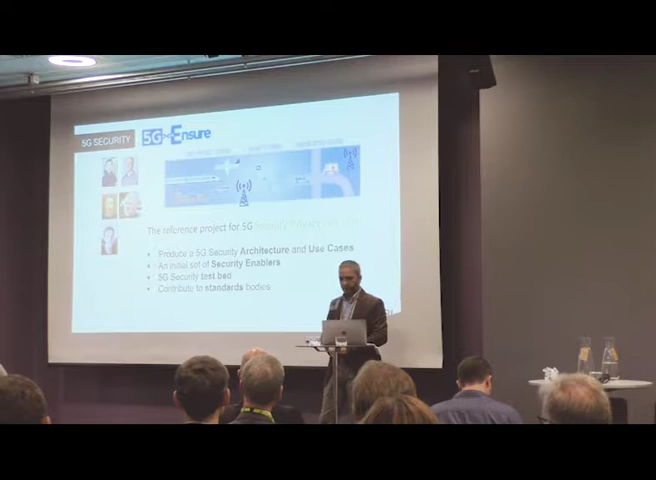 5G SECURITY
5G Ensure
The reference project for 5G
Produce a 5G Security Architecture and Use Cases
An initial set of Security Enablers
5G Security test bed
Contribute to standards bodies